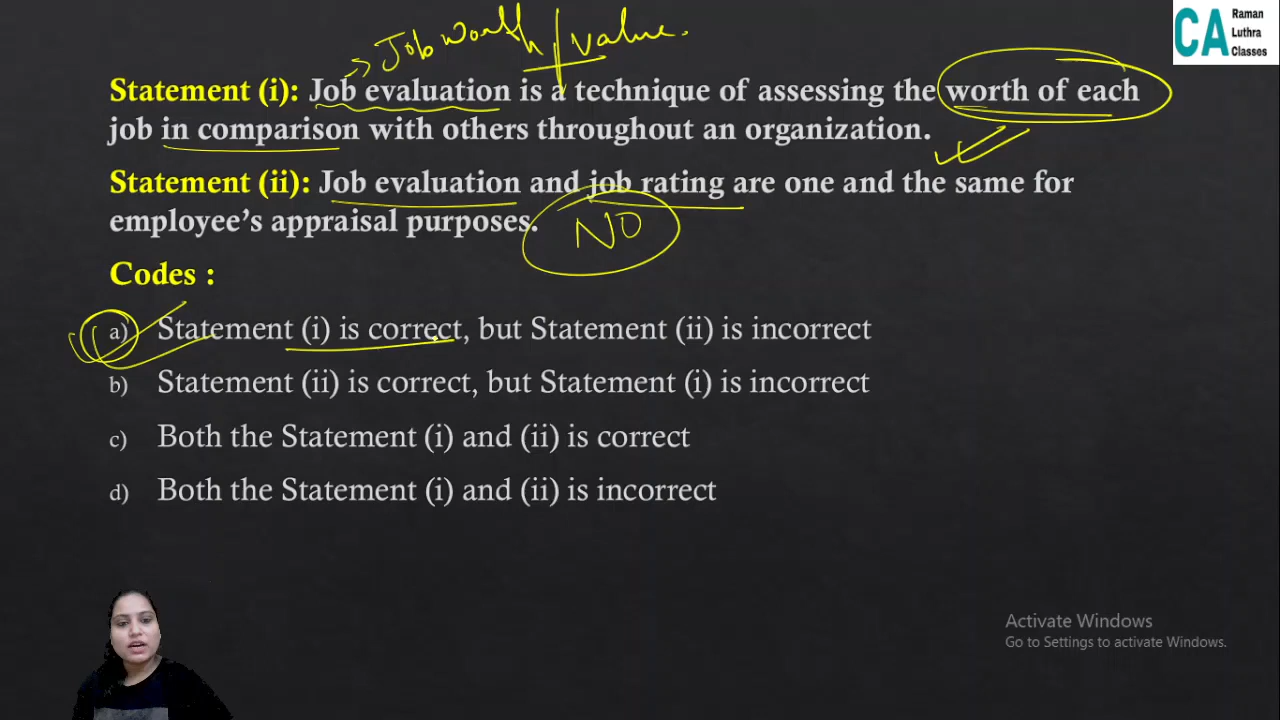 CA Raman
Luthra
Classes
Job Worth / Value.
Statement (i): Job evaluation is a technique of assessing the worth of each
job in comparison with others throughout an organization.
Statement (ii): Job evaluation and job rating are one and the same for
employee's appraisal purposes.
NO
Codes :
a) Statement (i) is correct, but Statement (ii) is incorrect
b) Statement (ii) is correct, but Statement (i) is incorrect
c) Both the Statement (i) and (ii) is correct
d) Both the Statement (i) and (ii) is incorrect
Activate Windows
Go to Settings to activate Windows.